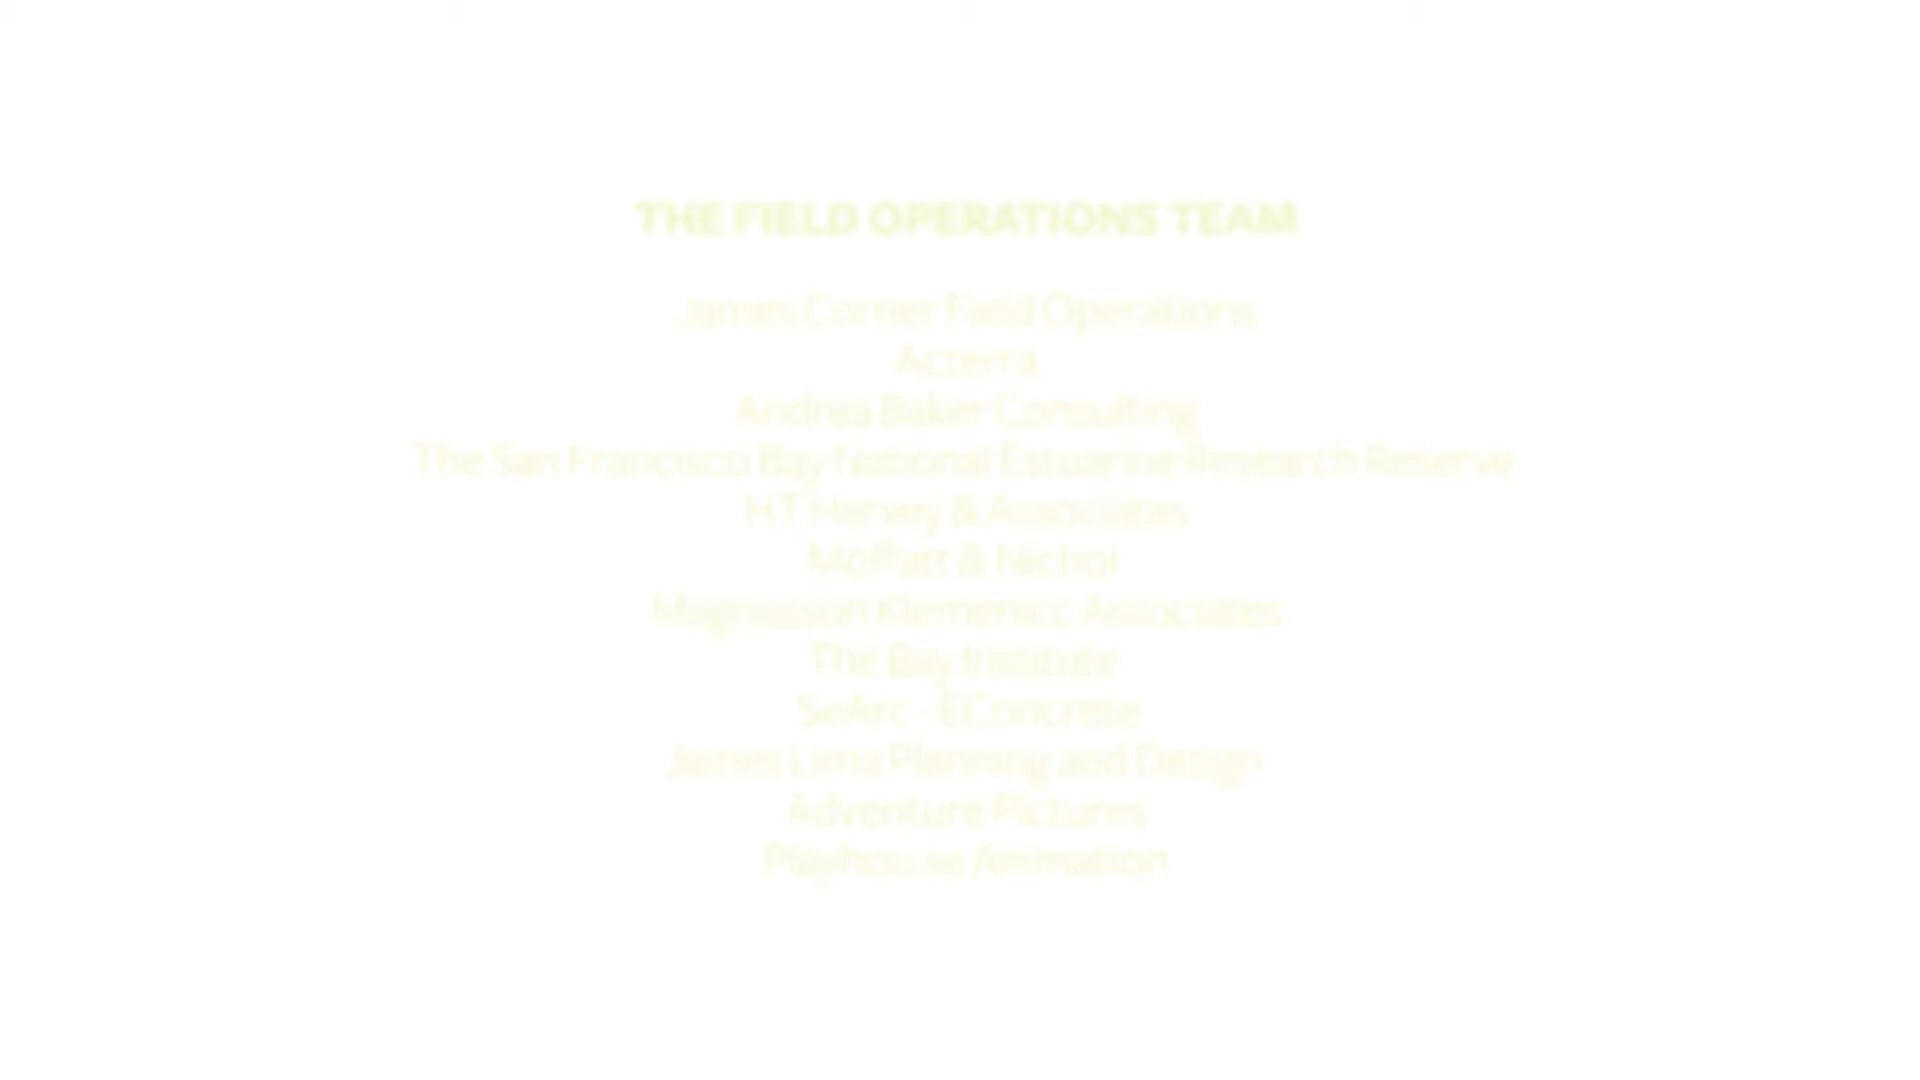 THE FIELD OPERATIONS TEAM
James Corner Field Operations
Acterra
Andrea Baker Consulting
The San Francisco Bay National Estuarine Research Reserve
HT Harvey & Associates
Moffatt & Nichol
Magnusson Klemencic Associates
The Bay Institute
SeArc - EConcrete
James Lima Planning and Design
Adventure Pictures
Playhouse Animation